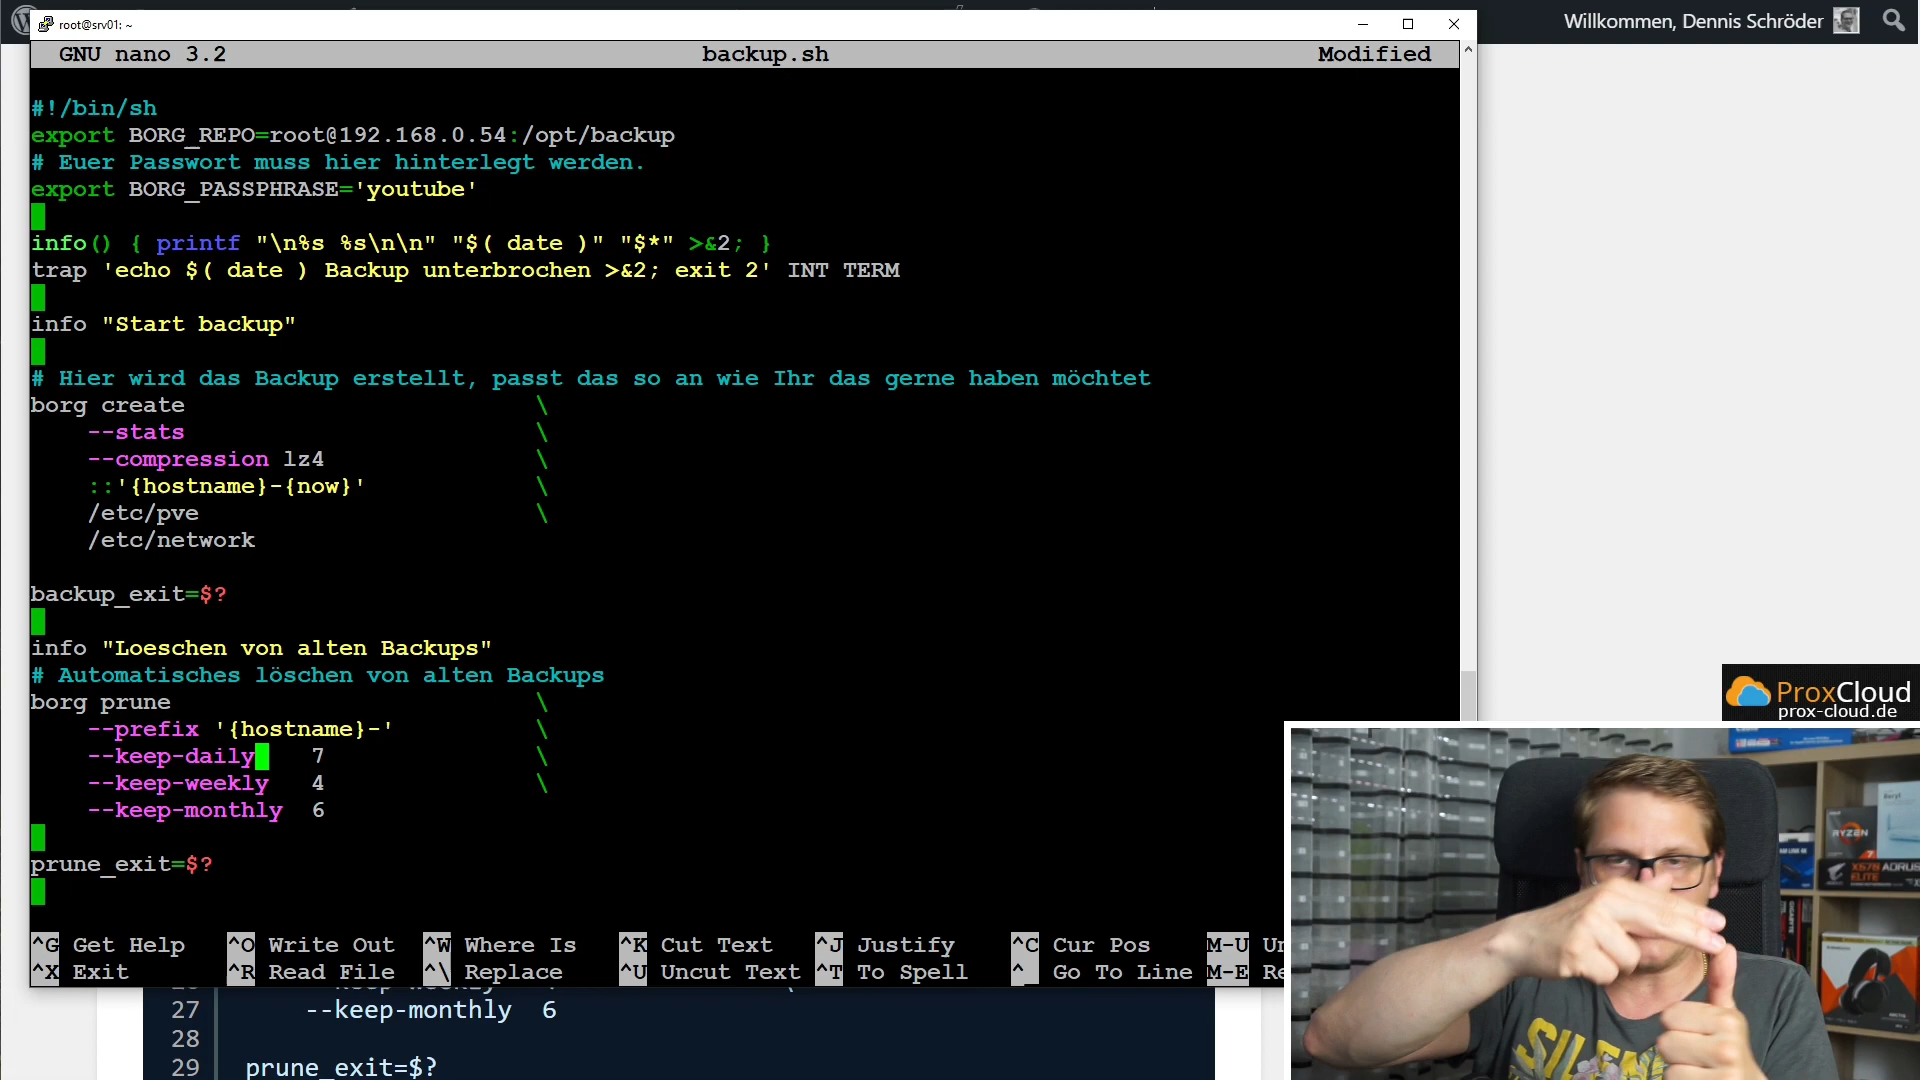 root@srv01: ~
Willkommen, Dennis Schröder
GNU nano 3.2 backup.sh Modified
#!/bin/sh
export BORG_REPO=root@192.168.0.54:/opt/backup
# Euer Passwort muss hier hinterlegt werden.
export BORG_PASSPHRASE='youtube'
info() { printf "\n%s %s\n\n" "$( date )" "$*" >&2; }
trap 'echo $( date ) Backup unterbrochen >&2; exit 2' INT TERM
info "Start backup"
# Hier wird das Backup erstellt, passt das so an wie Ihr das gerne haben möchtet
borg create \
--stats \
--compression lz4 \
::'{hostname}-{now}' \
/etc/pve \
/etc/network
backup_exit=$?
info "Loeschen von alten Backups"
# Automatisches löschen von alten Backups
borg prune \
--prefix '{hostname}-' \
--keep-daily 7 \
--keep-weekly 4 \
--keep-monthly 6
prune_exit=$?
^G Get Help ^O Write Out ^W Where Is ^K Cut Text ^J Justify ^C Cur Pos M-U
^X Exit ^R Read File ^\ Replace ^U Uncut Text ^T To Spell ^_ Go To Line M-E
27 --keep-monthly 6
28
29 prune_exit=$?
ProxCloud
prox-cloud.de
RYZEN
X570 AORUS
ELITE